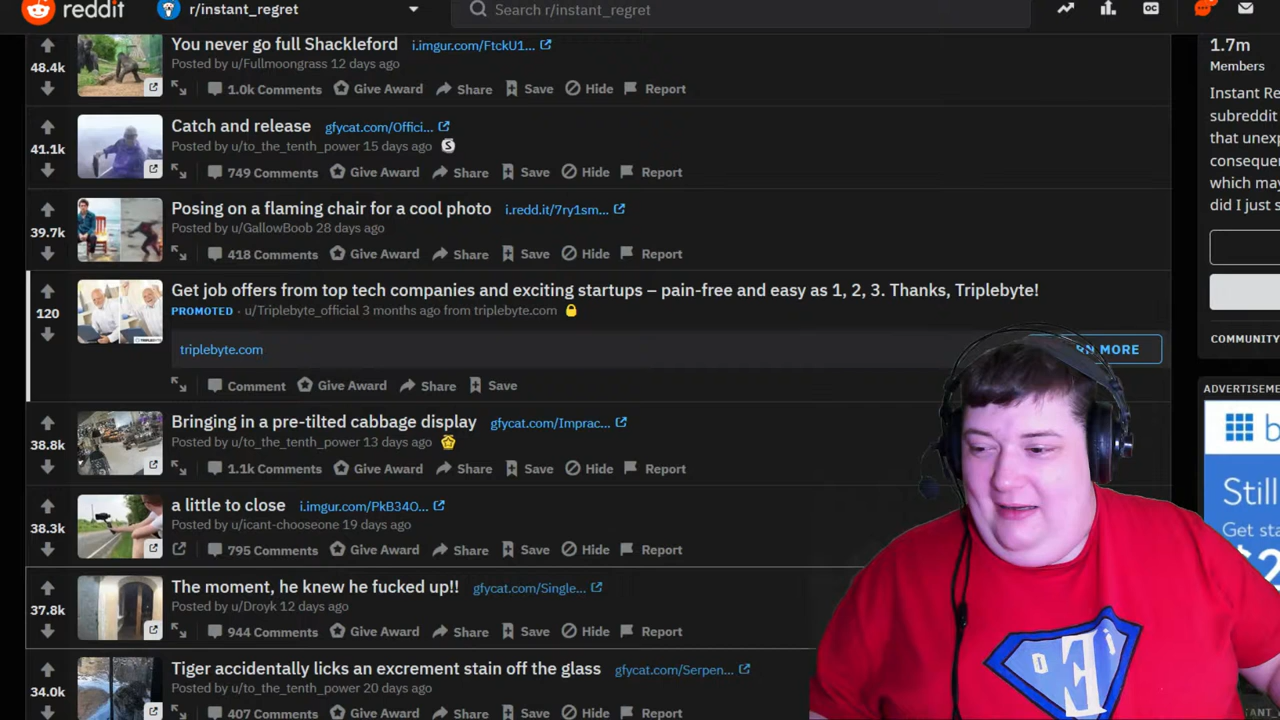 reddit
r/instant_regret
Search r/instant_regret
48.4k
You never go full Shackleford i.imgur.com/FtckU1...
Posted by u/Fullmoongrass 12 days ago
1.0k Comments Give Award Share Save Hide Report
41.1k
Catch and release gfycat.com/Offici...
Posted by u/to_the_tenth_power 15 days ago S
749 Comments Give Award Share Save Hide Report
39.7k
Posing on a flaming chair for a cool photo i.redd.it/7ry1sm...
Posted by u/GallowBoob 28 days ago
418 Comments Give Award Share Save Hide Report
120
Get job offers from top tech companies and exciting startups – pain-free and easy as 1, 2, 3. Thanks, Triplebyte!
PROMOTED · u/Triplebyte_official 3 months ago from triplebyte.com
triplebyte.com
RN MORE
Comment Give Award Share Save
38.8k
Bringing in a pre-tilted cabbage display gfycat.com/Imprac...
Posted by u/to_the_tenth_power 13 days ago
1.1k Comments Give Award Share Save Hide Report
38.3k
a little to close i.imgur.com/PkB34O...
Posted by u/icant-chooseone 19 days ago
795 Comments Give Award Share Save Hide Report
37.8k
The moment, he knew he fucked up!! gfycat.com/Single...
Posted by u/Droyk 12 days ago
944 Comments Give Award Share Save Hide Report
34.0k
Tiger accidentally licks an excrement stain off the glass gfycat.com/Serpen...
Posted by u/to_the_tenth_power 20 days ago
407 Comments Give Award Share Save Hide Report
1.7m
Members
Instant Re
subreddit
that unexp
consequen
which may
did I just s
COMMUNITY
ADVERTISEME
b
Still
Get sta
$2